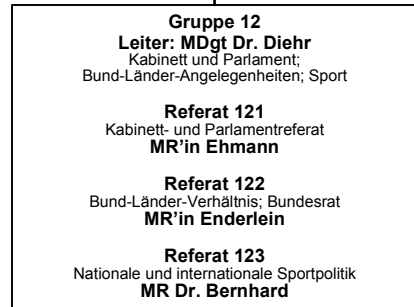 Gruppe 12
Leiter: MDgt Dr. Diehr
Kabinett und Parlament;
Bund-Länder-Angelegenheiten; Sport
Referat 121
Kabinett- und Parlamentreferat
MR’in Ehmann
Referat 122
Bund-Länder-Verhältnis; Bundesrat
MR’in Enderlein
Referat 123
Nationale und internationale Sportpolitik
MR Dr. Bernhard